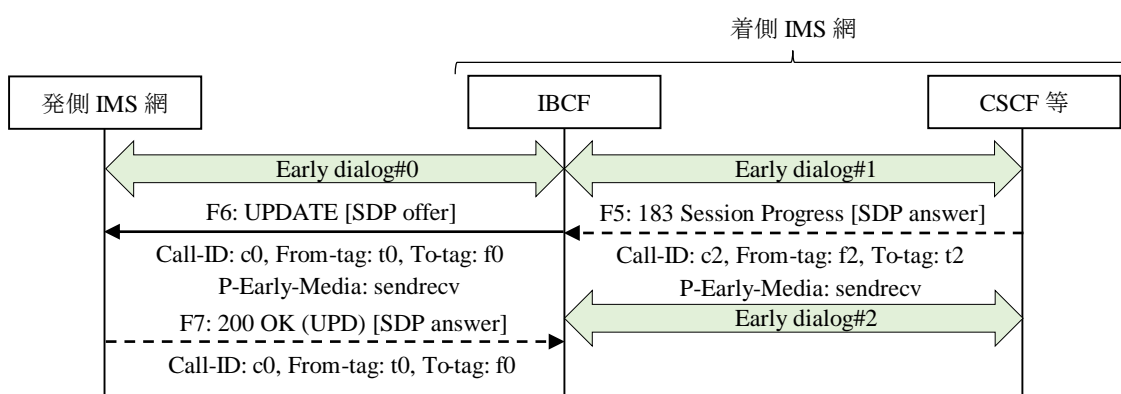 着側 IMS 網
発側 IMS 網
IBCF
CSCF 等
Early dialog#0
Early dialog#1
F6: UPDATE [SDP offer]
F5: 183 Session Progress [SDP answer]
Call-ID: c0, From-tag: t0, To-tag: f0
Call-ID: c2, From-tag: f2, To-tag: t2
P-Early-Media: sendrecv
P-Early-Media: sendrecv
F7: 200 OK (UPD) [SDP answer]
Early dialog#2
Call-ID: c0, From-tag: t0, To-tag: f0